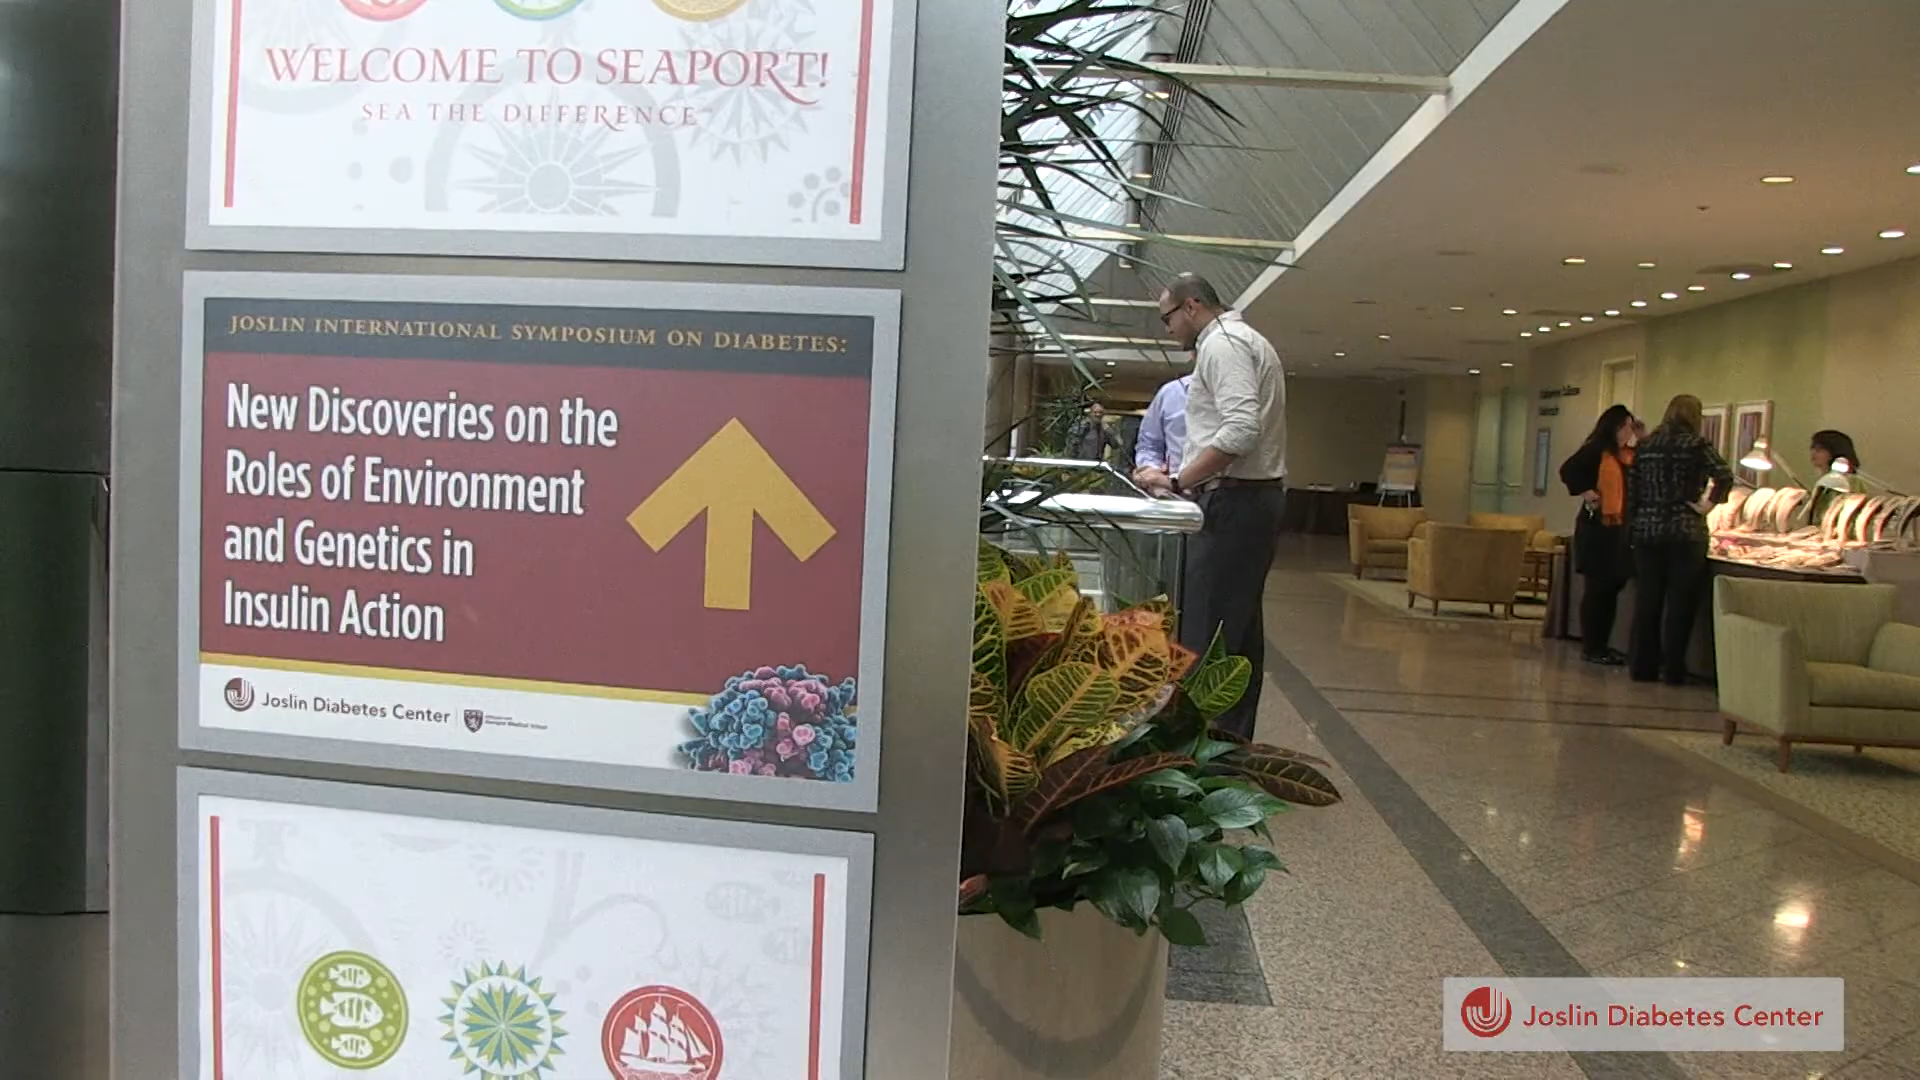 WELCOME TO SEAPORT!
SEA THE DIFFERENCE™
JOSLIN INTERNATIONAL SYMPOSIUM ON DIABETES:
New Discoveries on the
Roles of Environment
and Genetics in
Insulin Action
Joslin Diabetes Center
Joslin Diabetes Center